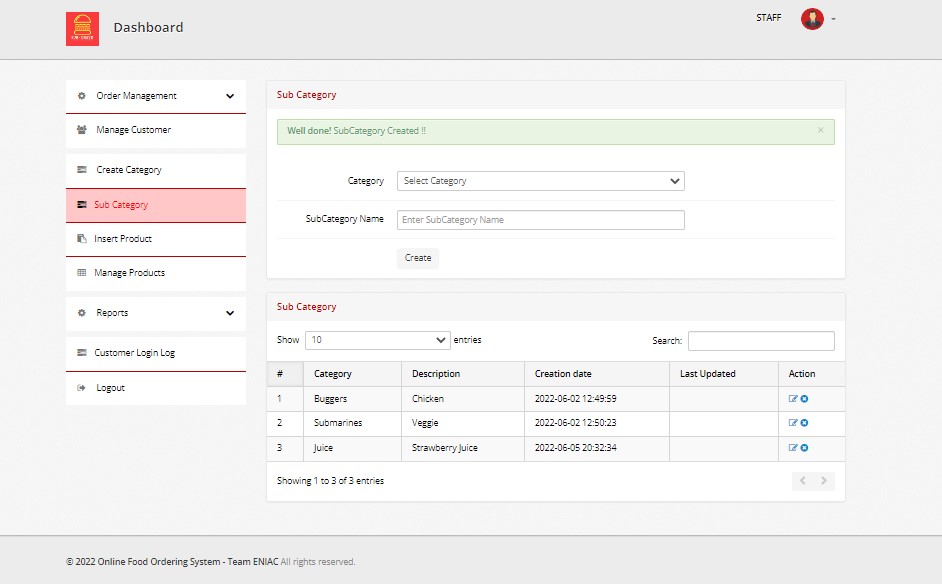 Dashboard
STAFF
Order Management
Manage Customer
Create Category
Sub Category
Insert Product
Manage Products
Reports
Customer Login Log
Logout
Sub Category
Well done! SubCategory Created !!
×
Category Select Category
SubCategory Name Enter SubCategory Name
Create
Sub Category
Show 10 entries Search:
# Category Description Creation date Last Updated Action
1 Buggers Chicken 2022-06-02 12:49:59
2 Submarines Veggie 2022-06-02 12:50:23
3 Juice Strawberry Juice 2022-06-05 20:32:34
Showing 1 to 3 of 3 entries
© 2022 Online Food Ordering System - Team ENIAC All rights reserved.